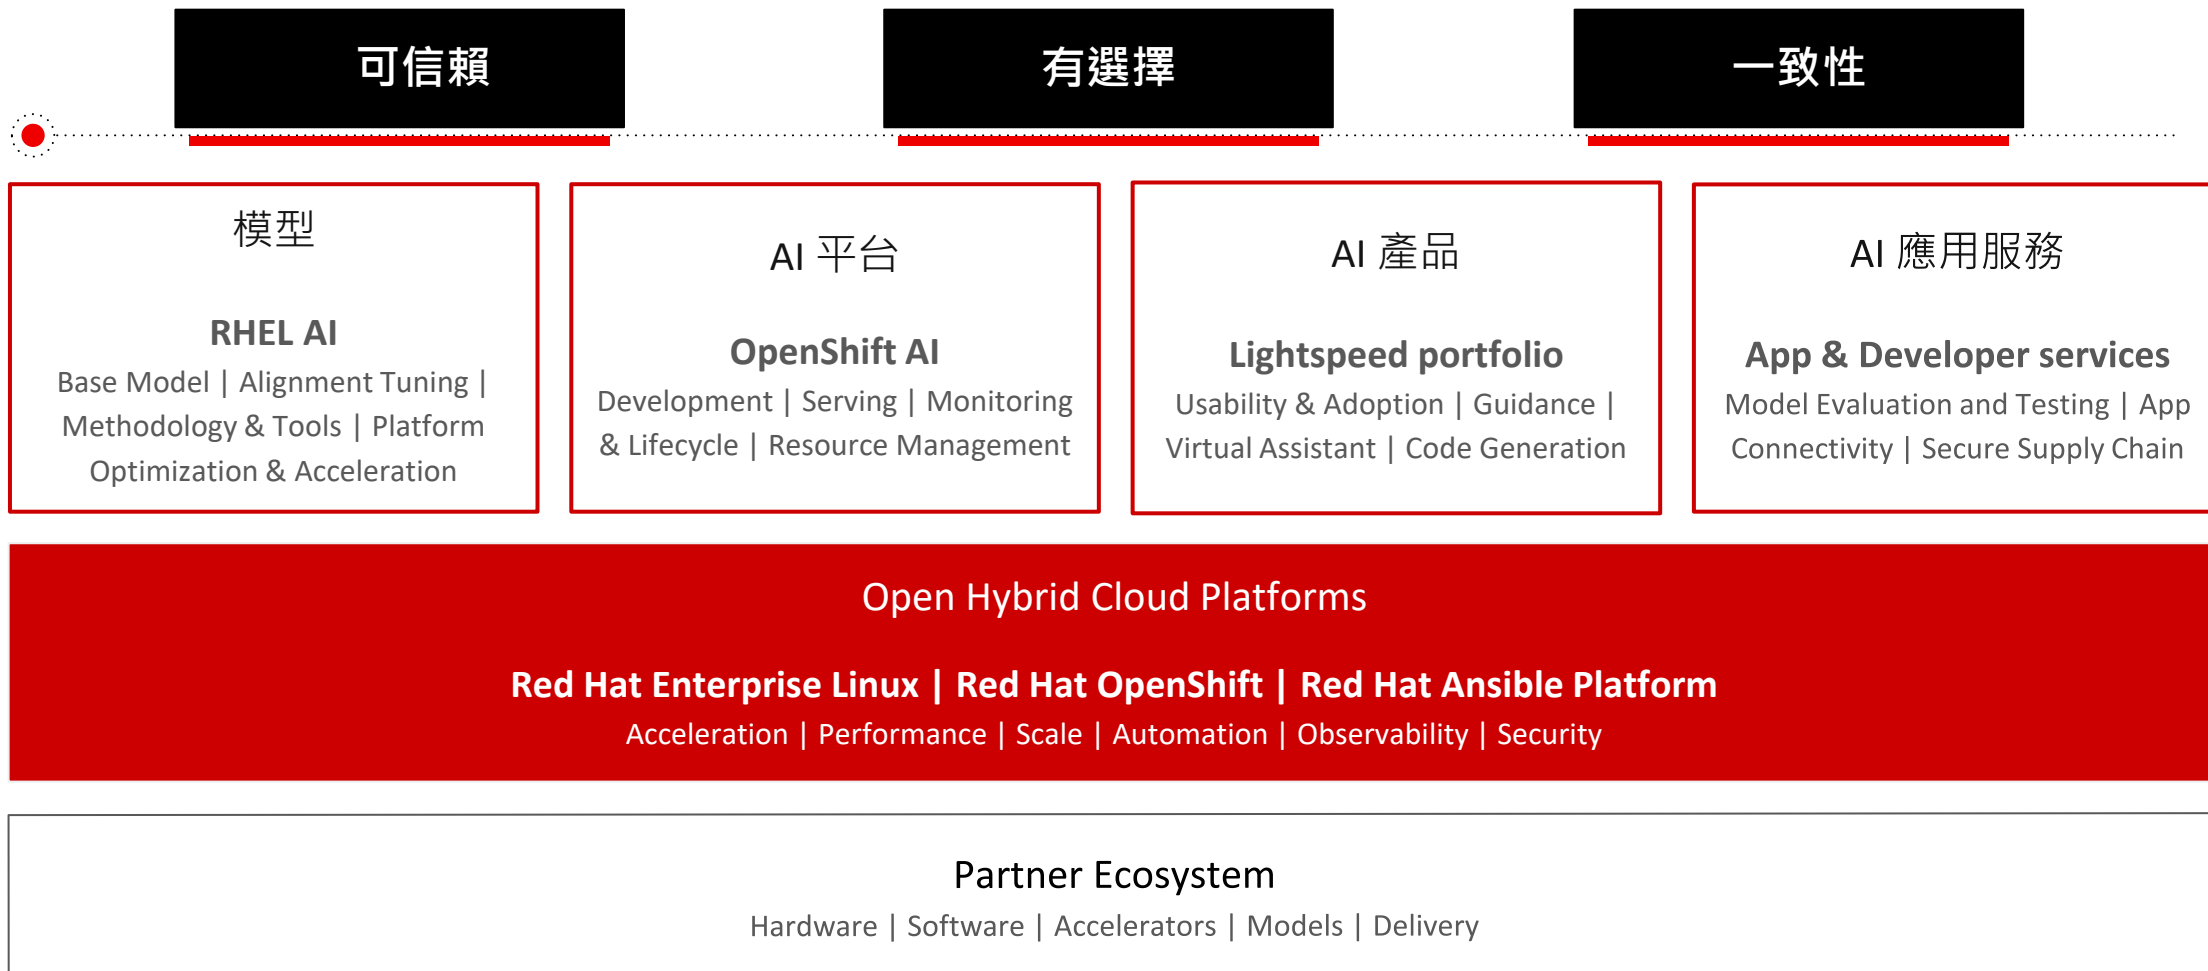 可信賴
有選擇
一致性
模型
RHEL AI
Base Model | Alignment Tuning |
Methodology & Tools | Platform
Optimization & Acceleration
AI 平台
OpenShift AI
Development | Serving | Monitoring
& Lifecycle | Resource Management
AI 產品
Lightspeed portfolio
Usability & Adoption | Guidance |
Virtual Assistant | Code Generation
AI 應用服務
App & Developer services
Model Evaluation and Testing | App
Connectivity | Secure Supply Chain
Open Hybrid Cloud Platforms
Red Hat Enterprise Linux | Red Hat OpenShift | Red Hat Ansible Platform
Acceleration | Performance | Scale | Automation | Observability | Security
Partner Ecosystem
Hardware | Software | Accelerators | Models | Delivery